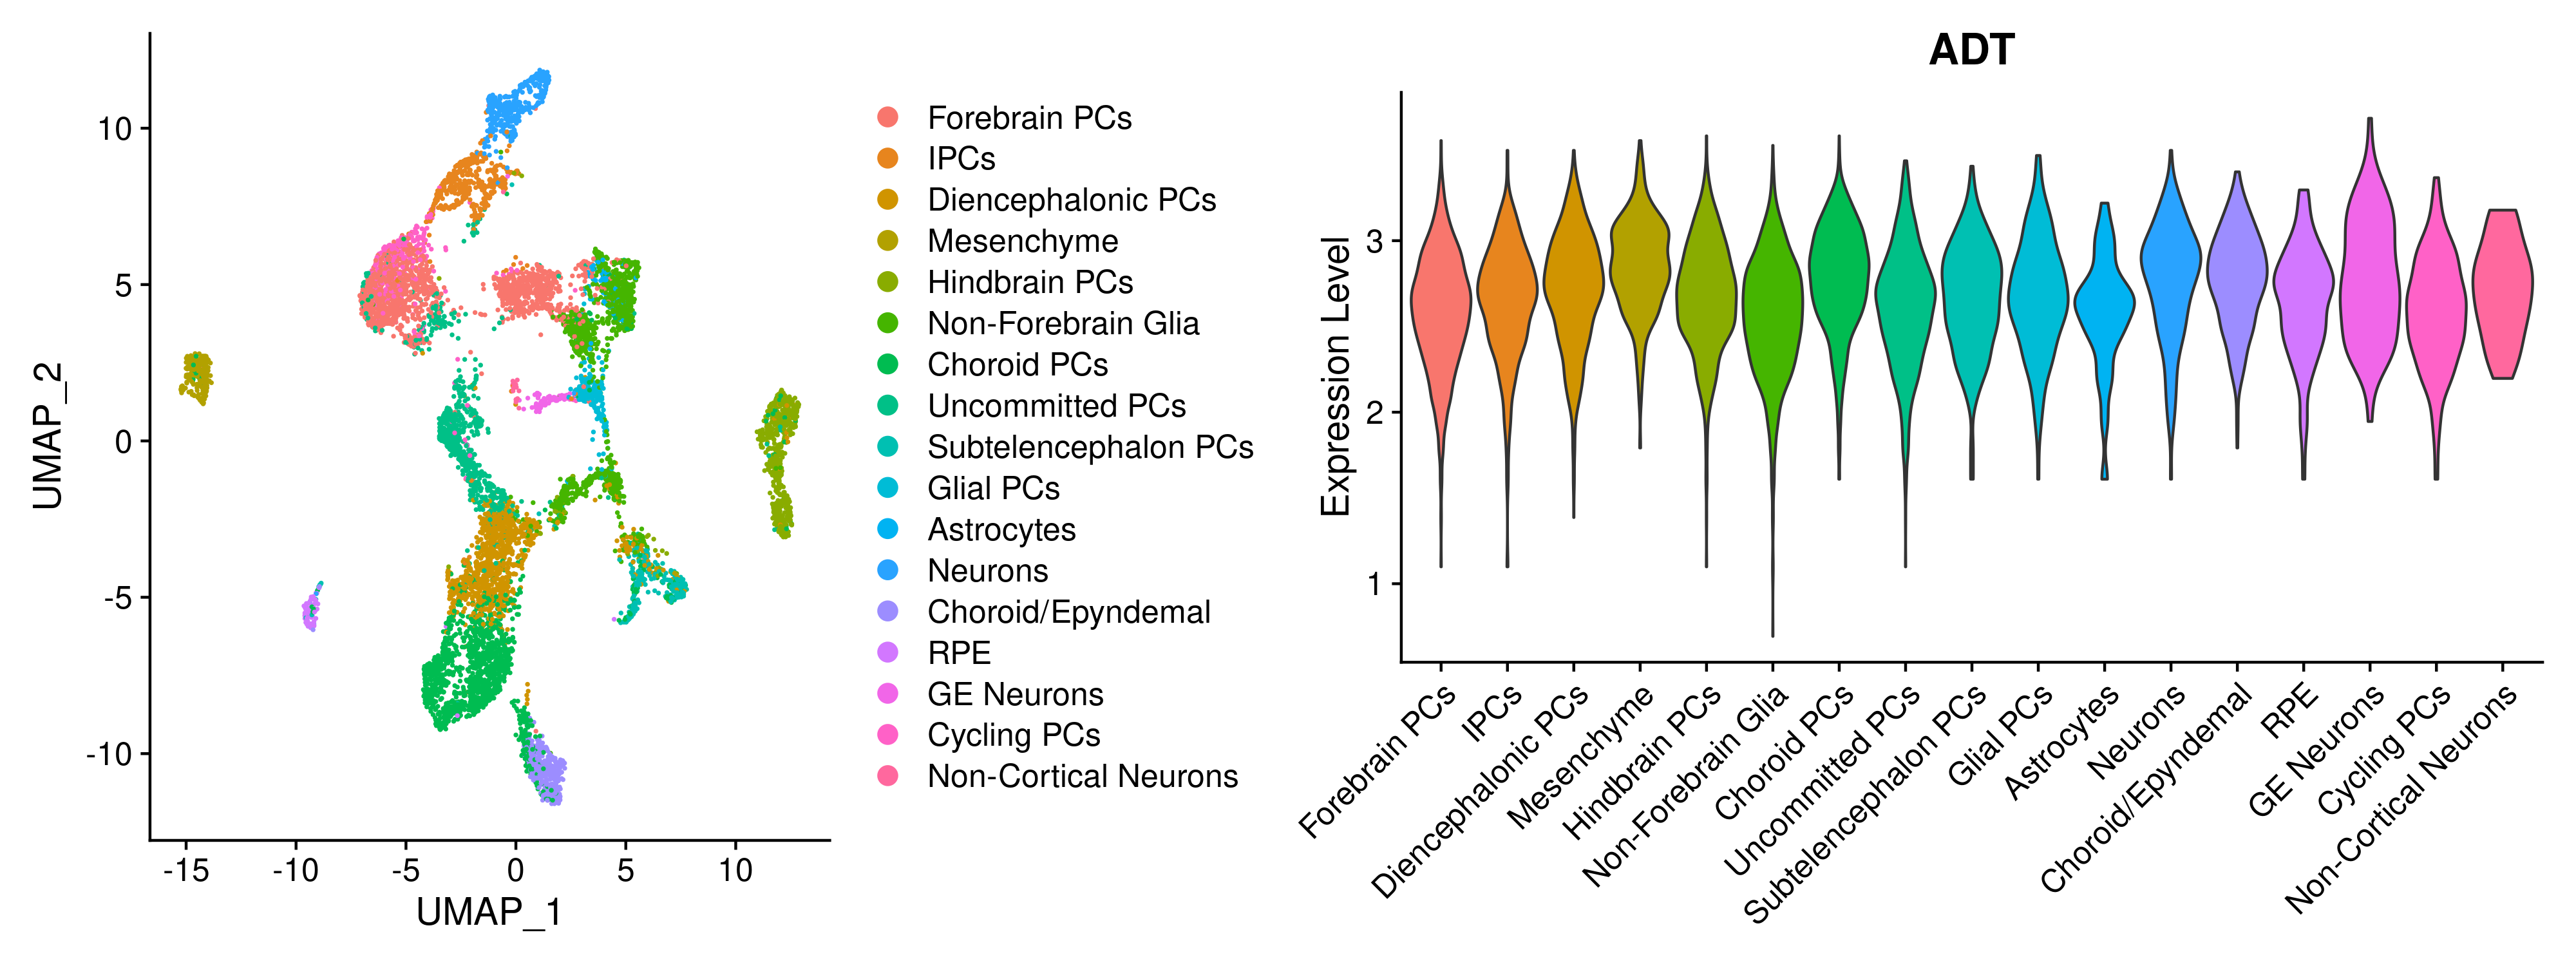 10
5
0
-5
-10
UMAP_2
-15 -10 -5 0 5 10
UMAP_1
Forebrain PCs
IPCs
Diencephalonic PCs
Mesenchyme
Hindbrain PCs
Non-Forebrain Glia
Choroid PCs
Uncommitted PCs
Subtelencephalon PCs
Glial PCs
Astrocytes
Neurons
Choroid/Epyndemal
RPE
GE Neurons
Cycling PCs
Non-Cortical Neurons
ADT
Expression Level
3
2
1
Forebrain PCs
IPCs
Diencephalonic PCs
Mesenchyme
Hindbrain PCs
Non-Forebrain Glia
Choroid PCs
Uncommitted PCs
Subtelencephalon PCs
Glial PCs
Astrocytes
Neurons
Choroid/Epyndemal
RPE
GE Neurons
Cycling PCs
Non-Cortical Neurons